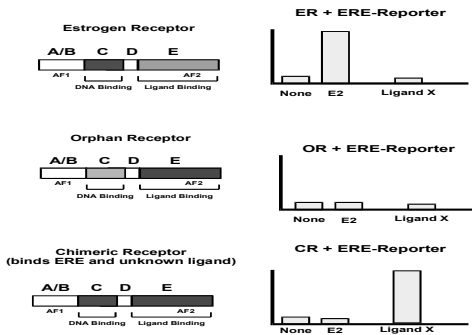 Estrogen Receptor
A/B C D E
AF1 AF2
DNA Binding Ligand Binding
ER + ERE-Reporter
None E2 Ligand X
Orphan Receptor
A/B C D E
AF1 AF2
DNA Binding Ligand Binding
OR + ERE-Reporter
None E2 Ligand X
Chimeric Receptor
(binds ERE and unknown ligand)
A/B C D E
AF1 AF2
DNA Binding Ligand Binding
CR + ERE-Reporter
None E2 Ligand X